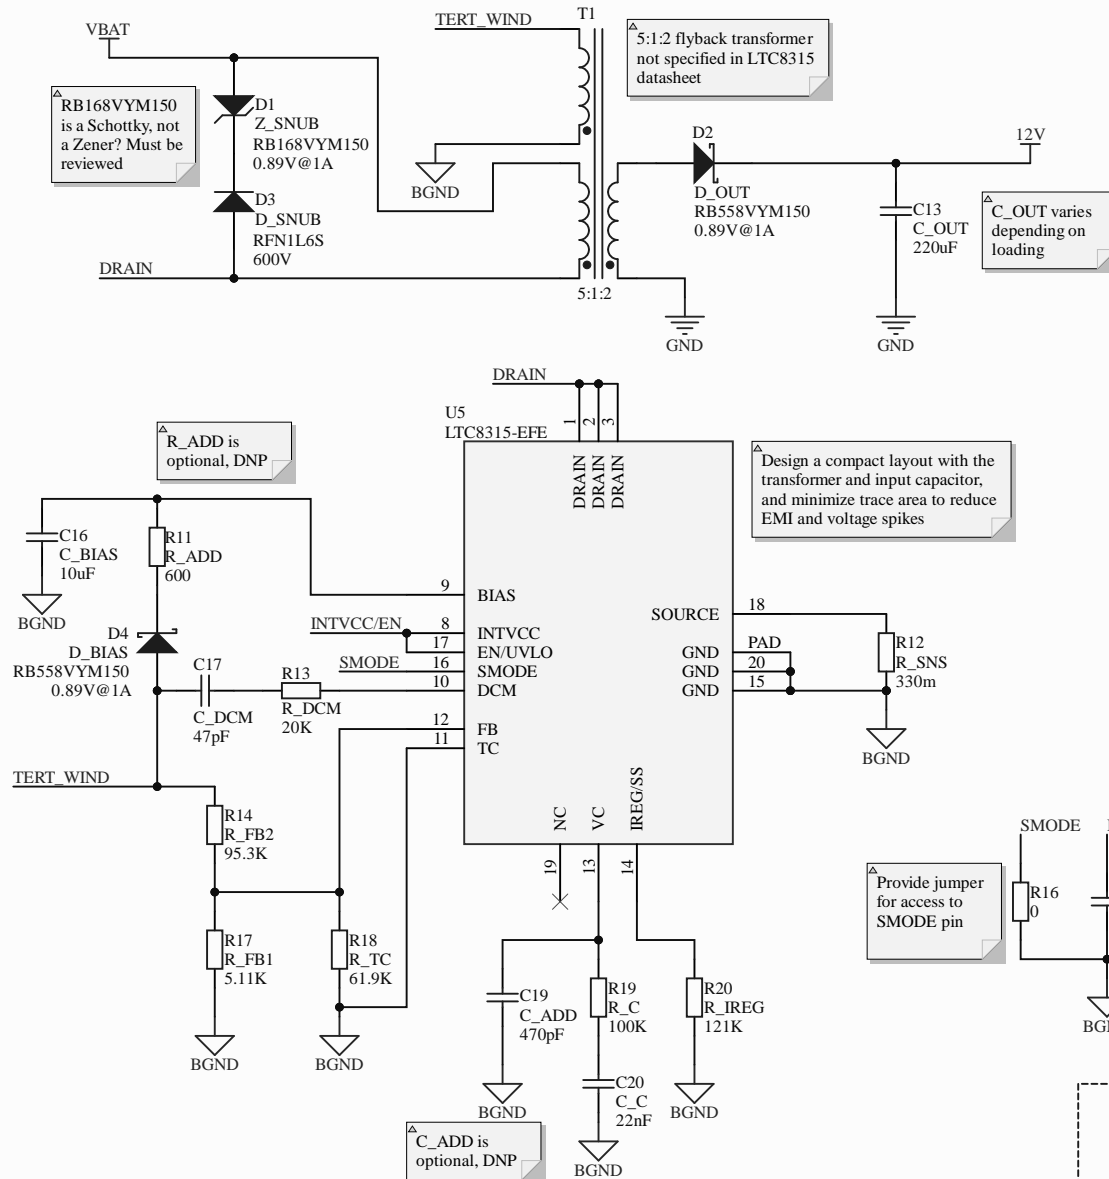 VBAT
TERT_WIND
T1
5:1:2 flyback transformer
not specified in LTC8315
datasheet
RB168VYM150
is a Schottky, not
a Zener? Must be
reviewed
D1
Z_SNUB
RB168VYM150
0.89V@1A
BGND
D3
D_SNUB
RFN1L6S
600V
DRAIN
5:1:2
D2
D_OUT
RB558VYM150
0.89V@1A
12V
C13
C_OUT
220uF
C_OUT varies
depending on
loading
GND
GND
DRAIN
U5
LTC8315-EFE
1
2
3
DRAIN
DRAIN
DRAIN
R_ADD is
optional, DNP
Design a compact layout with the
transformer and input capacitor,
and minimize trace area to reduce
EMI and voltage spikes
C16
C_BIAS
10uF
BGND
R11
R_ADD
600
9
BIAS
INTVCC/EN
8
INTVCC
17
EN/UVLO
SMODE
16
SMODE
10
DCM
12
FB
11
TC
D4
D_BIAS
RB558VYM150
0.89V@1A
C17
C_DCM
47pF
R13
R_DCM
20K
SOURCE
18
GND
PAD
GND
20
GND
15
R12
R_SNS
330m
BGND
TERT_WIND
R14
R_FB2
95.3K
R17
R_FB1
5.11K
R18
R_TC
61.9K
BGND
BGND
NC
VC
IREG/SS
19
13
14
C19
C_ADD
470pF
R19
R_C
100K
R20
R_IREG
121K
BGND
C20
C_C
22nF
BGND
BGND
C_ADD is
optional, DNP
SMODE
Provide jumper
for access to
SMODE pin
R16
0